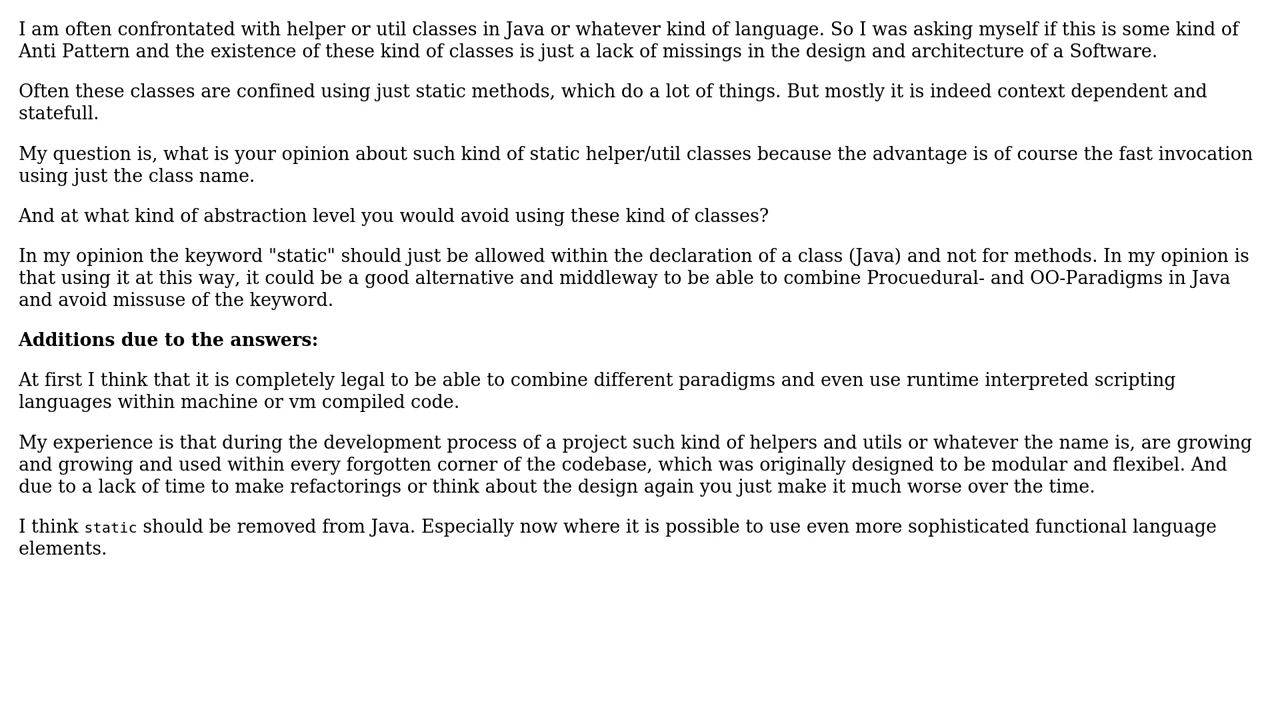 I am often confrontated with helper or util classes in Java or whatever kind of language. So I was asking myself if this is some kind of
Anti Pattern and the existence of these kind of classes is just a lack of missings in the design and architecture of a Software.
Often these classes are confined using just static methods, which do a lot of things. But mostly it is indeed context dependent and
statefull.
My question is, what is your opinion about such kind of static helper/util classes because the advantage is of course the fast invocation
using just the class name.
And at what kind of abstraction level you would avoid using these kind of classes?
In my opinion the keyword "static" should just be allowed within the declaration of a class (Java) and not for methods. In my opinion is
that using it at this way, it could be a good alternative and middleway to be able to combine Procuedural- and OO-Paradigms in Java
and avoid missuse of the keyword.
Additions due to the answers:
At first I think that it is completely legal to be able to combine different paradigms and even use runtime interpreted scripting
languages within machine or vm compiled code.
My experience is that during the development process of a project such kind of helpers and utils or whatever the name is, are growing
and growing and used within every forgotten corner of the codebase, which was originally designed to be modular and flexibel. And
due to a lack of time to make refactorings or think about the design again you just make it much worse over the time.
I think static should be removed from Java. Especially now where it is possible to use even more sophisticated functional language
elements.